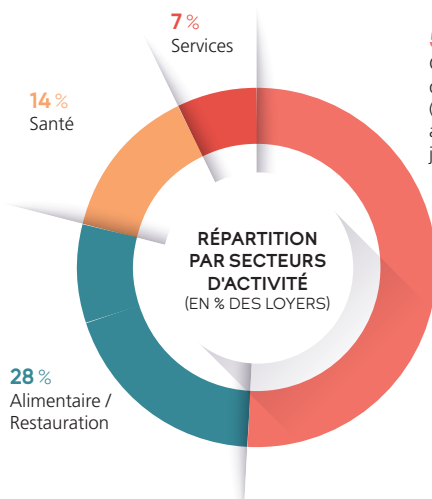 7 %
Services
14 %
Santé
RÉPARTITION
PAR SECTEURS
D'ACTIVITÉ
(EN % DES LOYERS)
28 %
Alimentaire /
Restauration